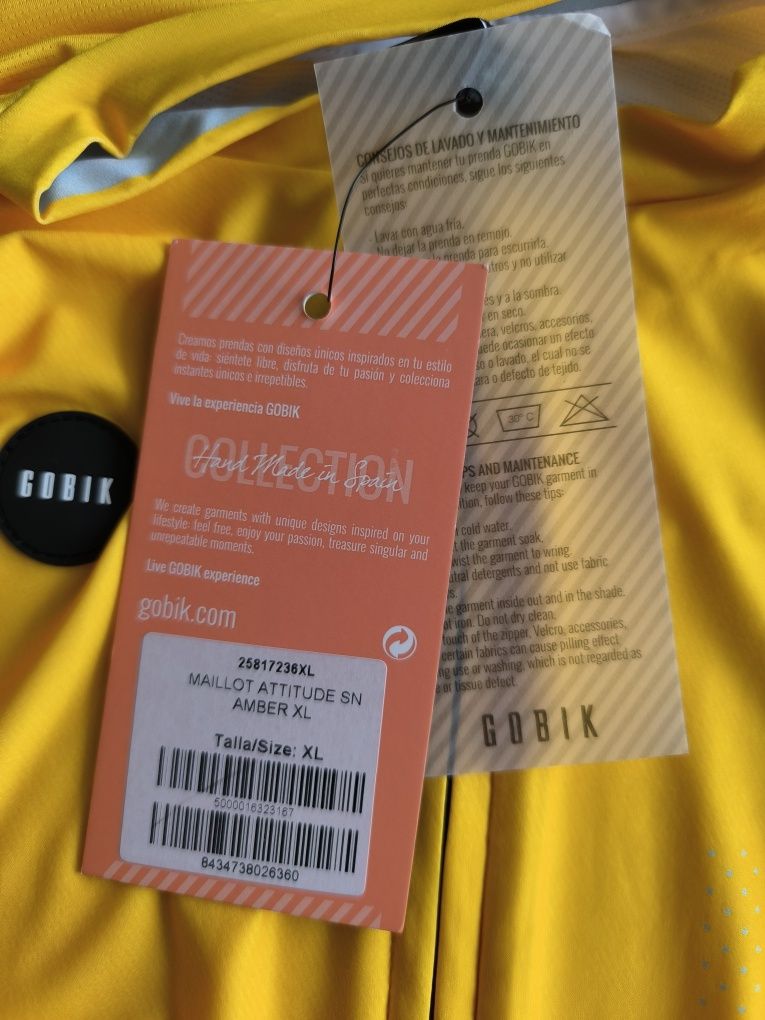 CONSEJOS DE LAVADO Y MANTENIMIENTO
Si quieres mantener tu prenda GOBIK en
perfectas condiciones, sigue los siguientes
consejos:
Lavar con agua fría.
No dejar la prenda en remojo.
la prenda para escurrirla.
y no utilizar
y a la sombra.
en seco.
velcros, accesorios,
ocasionar un efecto
o lavado, el cual no se
o defecto de tejido.
30° C
AND MAINTENANCE
keep your GOBIK garment in
follow these tips:
cold water.
the garment soak.
the garment to wring.
detergents and not use fabric
garment inside out and in the shade.
iron. Do not dry clean.
touch of the zipper. Velcro, accessories,
certain fabrics can cause pilling effect
use or washing, which is not regarded as
or tissue defect
GOBIK
Creamos prendas con diseños únicos inspirados en tu estilo
de vida: siéntete libre, disfruta de tu pasión y colecciona
instantes únicos e irrepetibles.
Vive la experiencia GOBIK
COLLECTION
Hand Made in Spain
We create garments with unique designs inspired on your
lifestyle: feel free, enjoy your passion, treasure singular and
unrepeatable moments.
Live GOBIK experience
gobik.com
25817236XL
MAILLOT ATTITUDE SN
AMBER XL
Talla/Size: XL
5000016323167
8434738026360
GOBIK